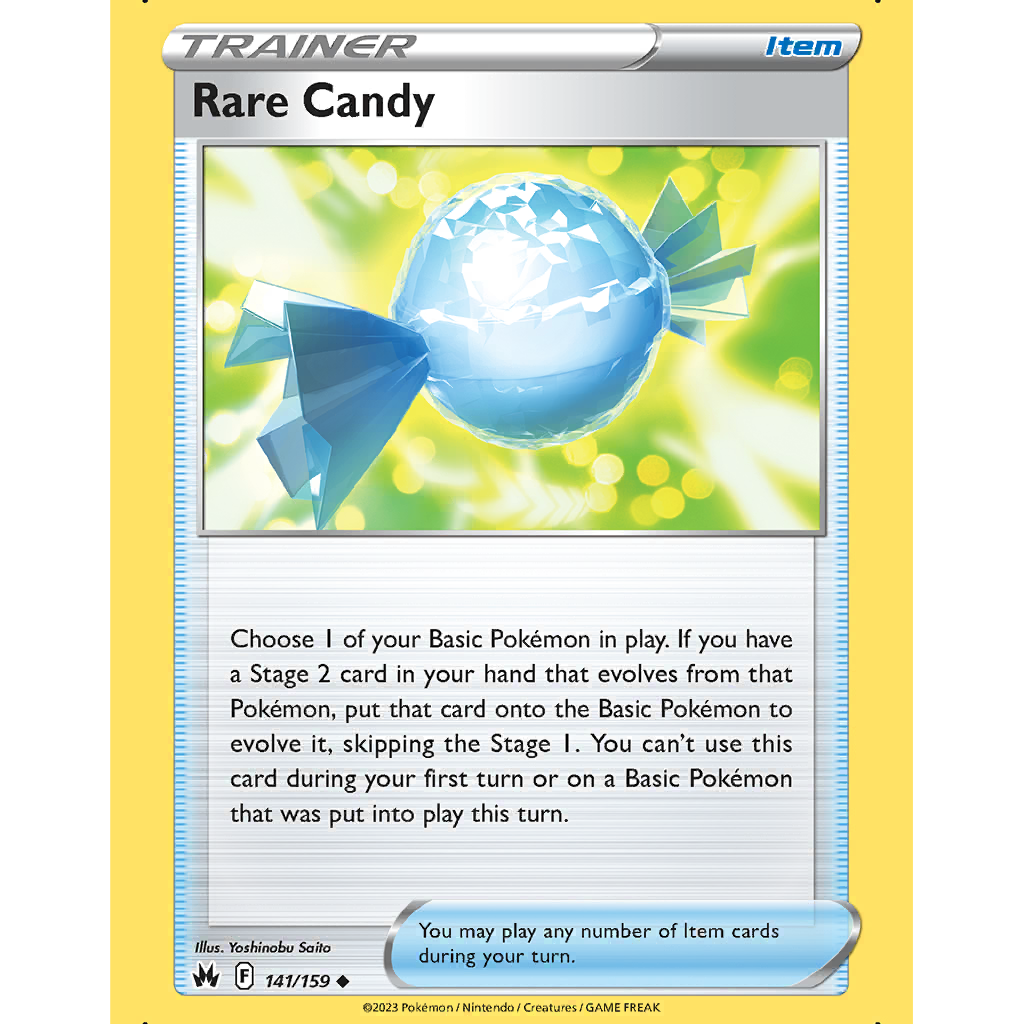 TRAINER Item
Rare Candy
Choose 1 of your Basic Pokémon in play. If you have
a Stage 2 card in your hand that evolves from that
Pokémon, put that card onto the Basic Pokémon to
evolve it, skipping the Stage 1. You can't use this
card during your first turn or on a Basic Pokémon
that was put into play this turn.
You may play any number of Item cards
during your turn.
Illus. Yoshinobu Saito
F 141/159
©2023 Pokémon / Nintendo / Creatures / GAME FREAK